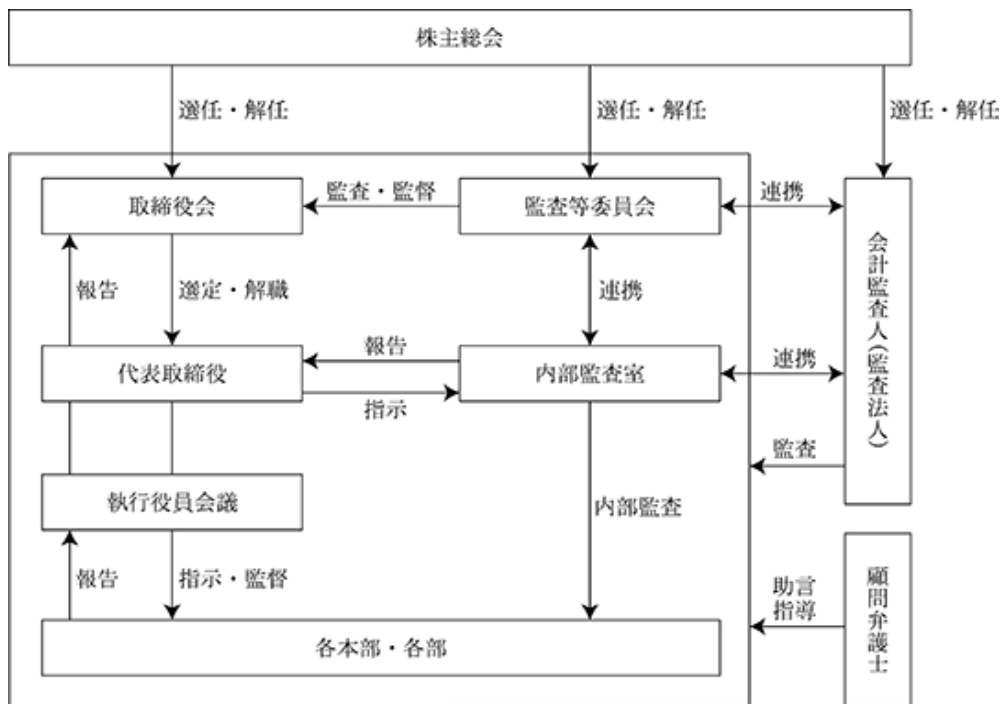 株主総会
選任・解任
選任・解任
選任・解任
取締役会
監査・監督
監査等委員会
連携
会計監査人(監査法人)
報告
選定・解職
連携
代表取締役
報告
指示
内部監査室
連携
監査
執行役員会議
内部監査
報告
指示・監督
助言
指導
顧問弁護士
各本部・各部